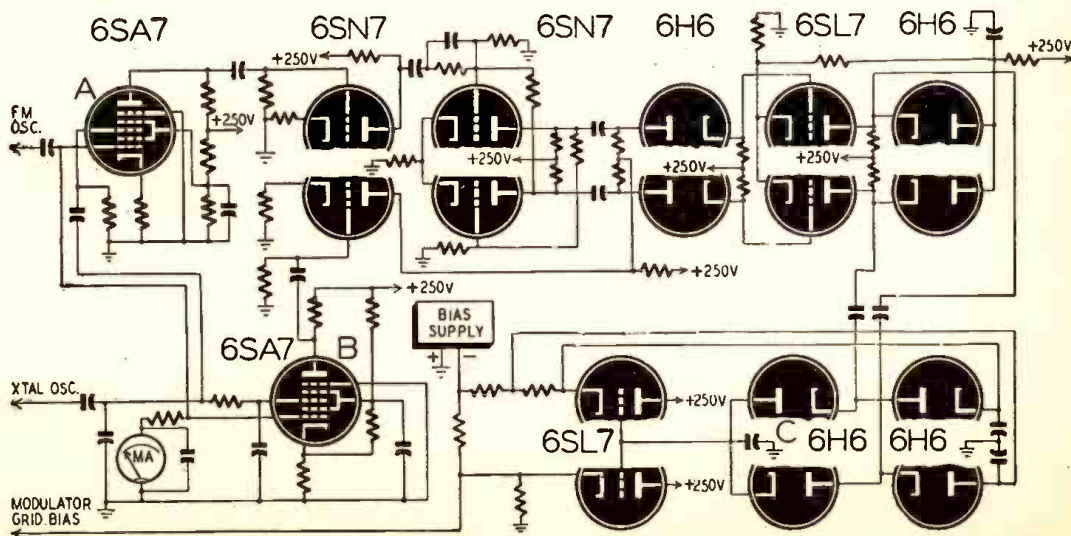 6SA7
6SN7
6SN7
6H6
6SL7
6H6
+250V
+250V
A
FM
OSC.
+250V
+250V
+250V
+250V
+250V
+250V
BIAS
SUPPLY
+ -
6SA7
B
XTAL OSC.
MA
+250V
6SL7
C
6H6
6H6
+250V
MODULATOR
GRID BIAS